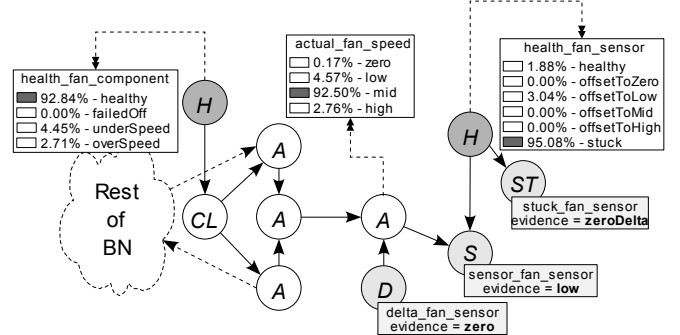 health_fan_component
92.84% - healthy
0.00% - failedOff
4.45% - underSpeed
2.71% - overSpeed
actual_fan_speed
0.17% - zero
4.57% - low
92.50% - mid
2.76% - high
health_fan_sensor
1.88% - healthy
0.00% - offsetToZero
3.04% - offsetToLow
0.00% - offsetToMid
0.00% - offsetToHigh
95.08% - stuck
H
H
A
ST
stuck_fan_sensor
evidence = zeroDelta
Rest
of
BN
CL
A
A
S
sensor_fan_sensor
evidence = low
A
D
delta_fan_sensor
evidence = zero